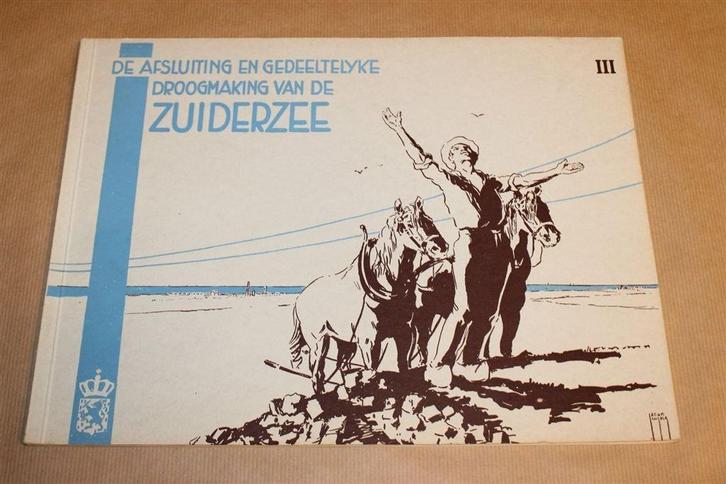 DE AFSLUITING EN GEDEELTELYKE
DROOGMAKING VAN DE
ZUIDERZEE
III